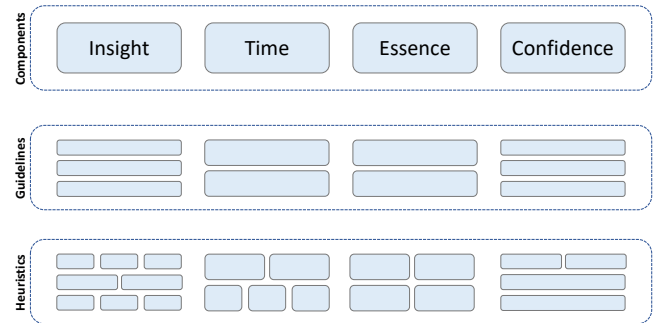 Components
Insight
Time
Essence
Confidence
Guidelines
Heuristics